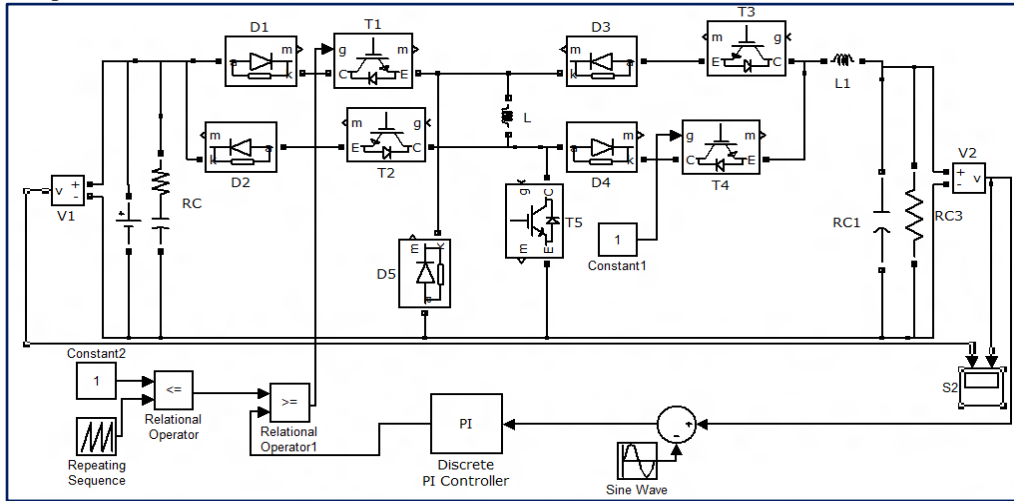 D1 T1 D3 T3
m g m m m g
a k C E k E C
L1
L
m g m g m
k a E C a k C E
D2 T2 D4 T4
V2
+ - v
V1
v + -
RC
g C
T5
m E
1
Constant1
RC1 RC3
m k
D5
a
Constant2
1
<=
>=
S2
Relational
Operator
Relational
Operator1
PI
+
-
Repeating
Sequence
Discrete
PI Controller
Sine Wave